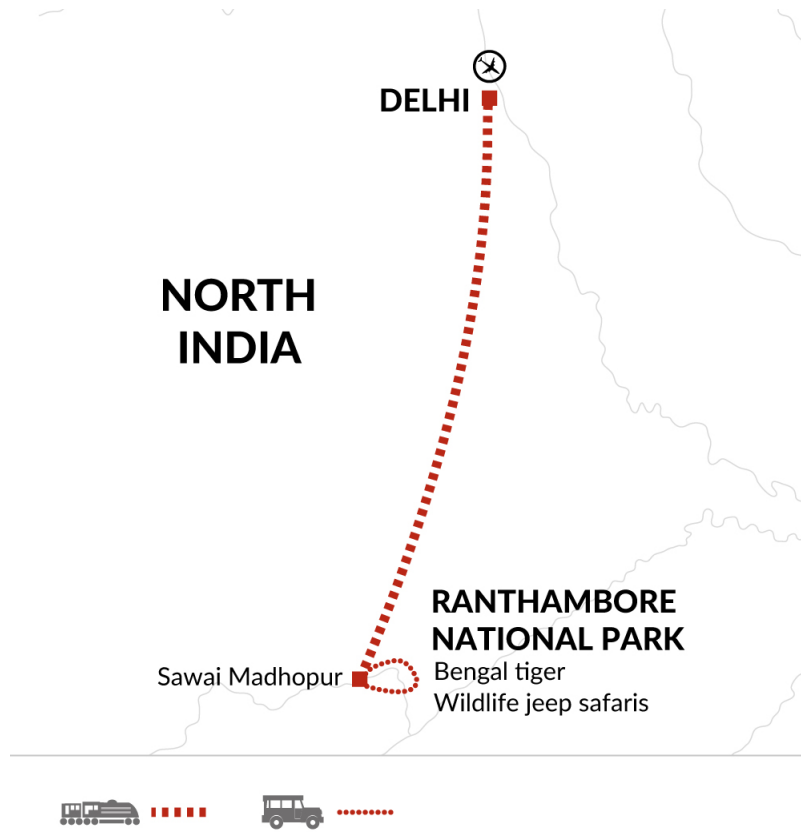 DELHI
NORTH
INDIA
RANTHAMBORE
NATIONAL PARK
Sawai Madhopur
Bengal tiger
Wildlife jeep safaris